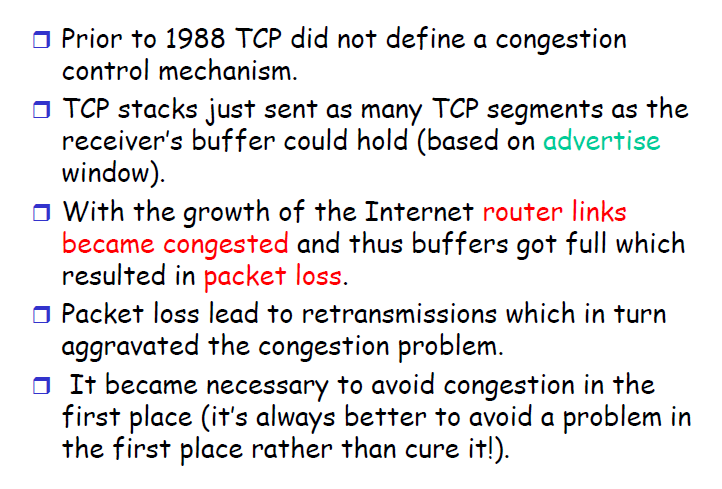 Prior to 1988 TCP did not define a congestion
control mechanism.
TCP stacks just sent as many TCP segments as the
receiver's buffer could hold (based on advertise
window).
With the growth of the Internet router links
became congested and thus buffers got full which
resulted in packet loss.
Packet loss lead to retransmissions which in turn
aggravated the congestion problem.
It became necessary to avoid congestion in the
first place (it's always better to avoid a problem in
the first place rather than cure it!).